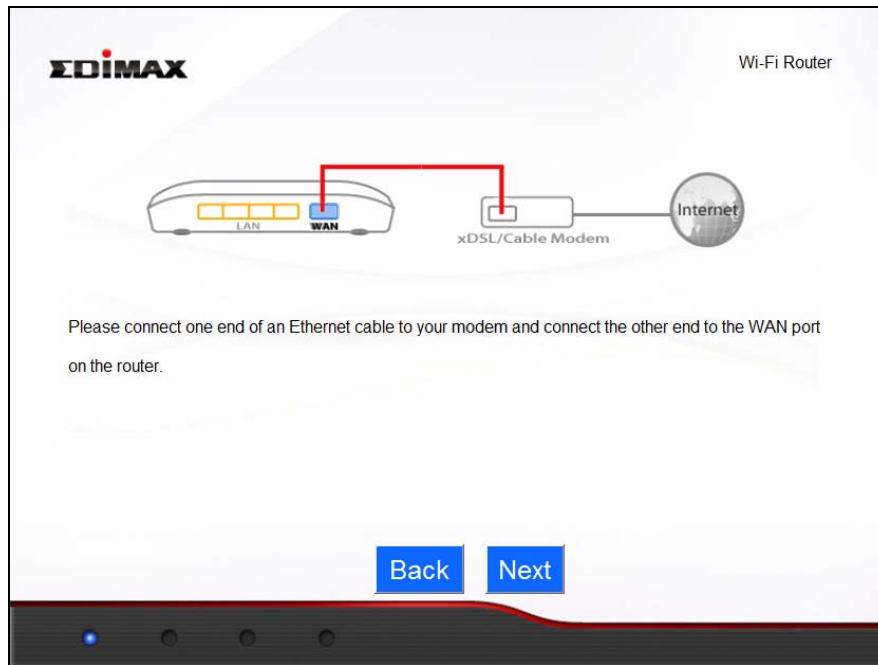 EDIMAX
Wi-Fi Router
LAN
WAN
xDSL/Cable Modem
Internet
Please connect one end of an Ethernet cable to your modem and connect the other end to the WAN port
on the router.
Back
Next